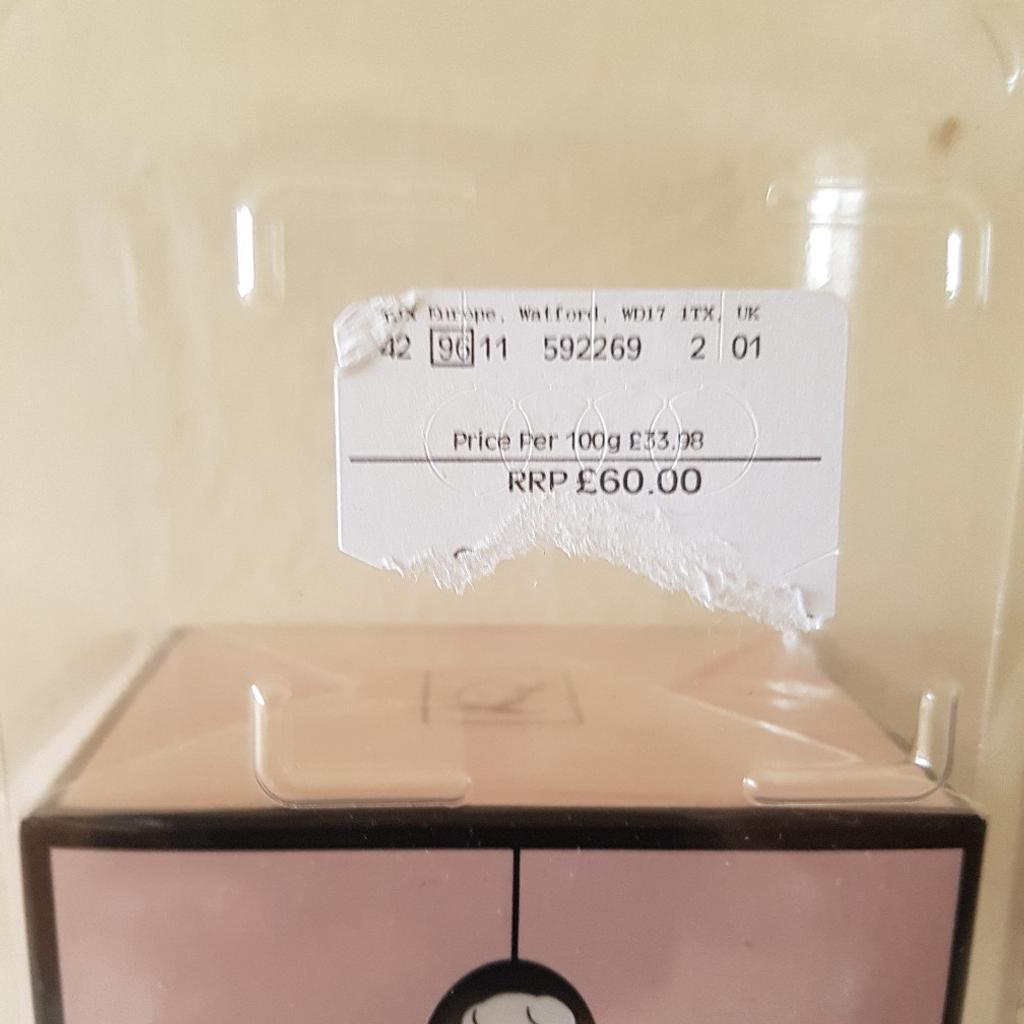 Europe, Watford, WD17 1TX, UK
42 96 11 592269 2 01
Price Per 100g £33.98
RRP £60.00